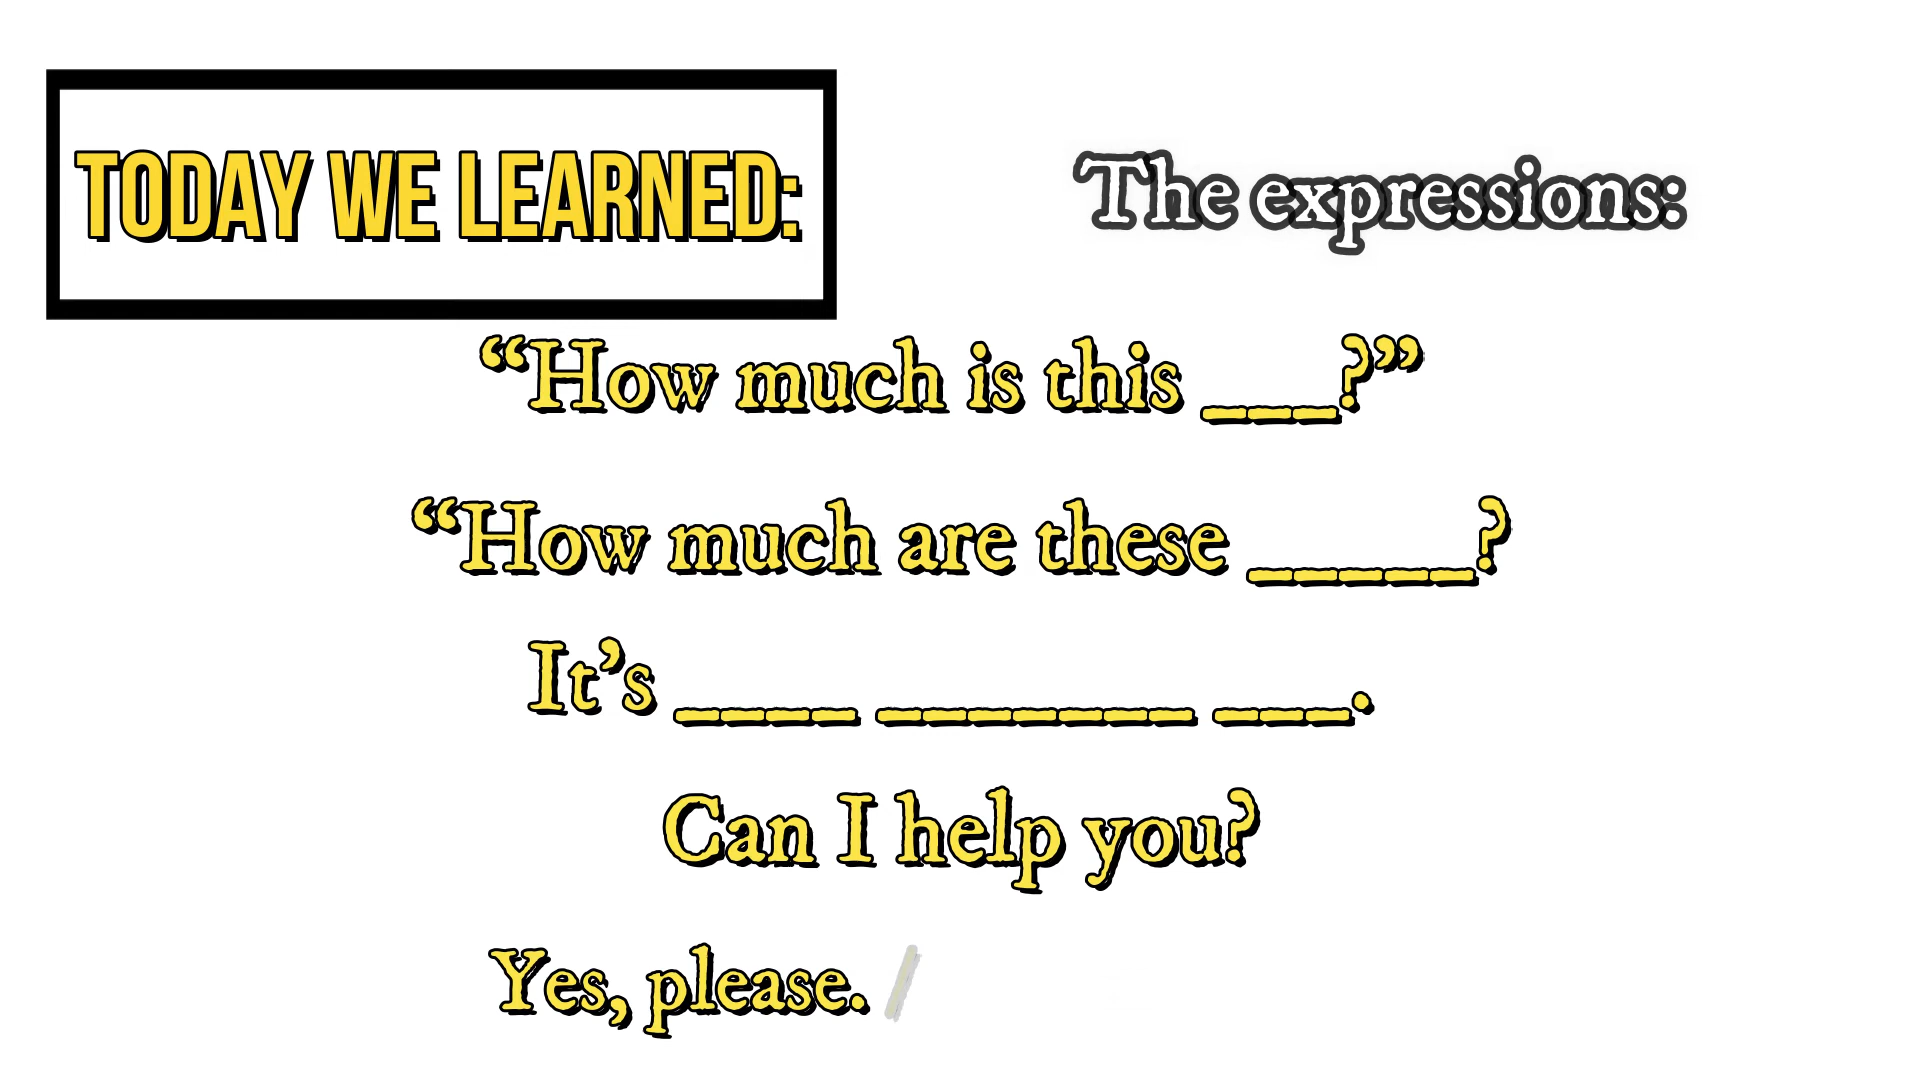 TODAY WE LEARNED:
The expressions:
“How much is this ___?”
“How much are these _____?
It’s ____ _______ ___.
Can I help you?
Yes, please. /